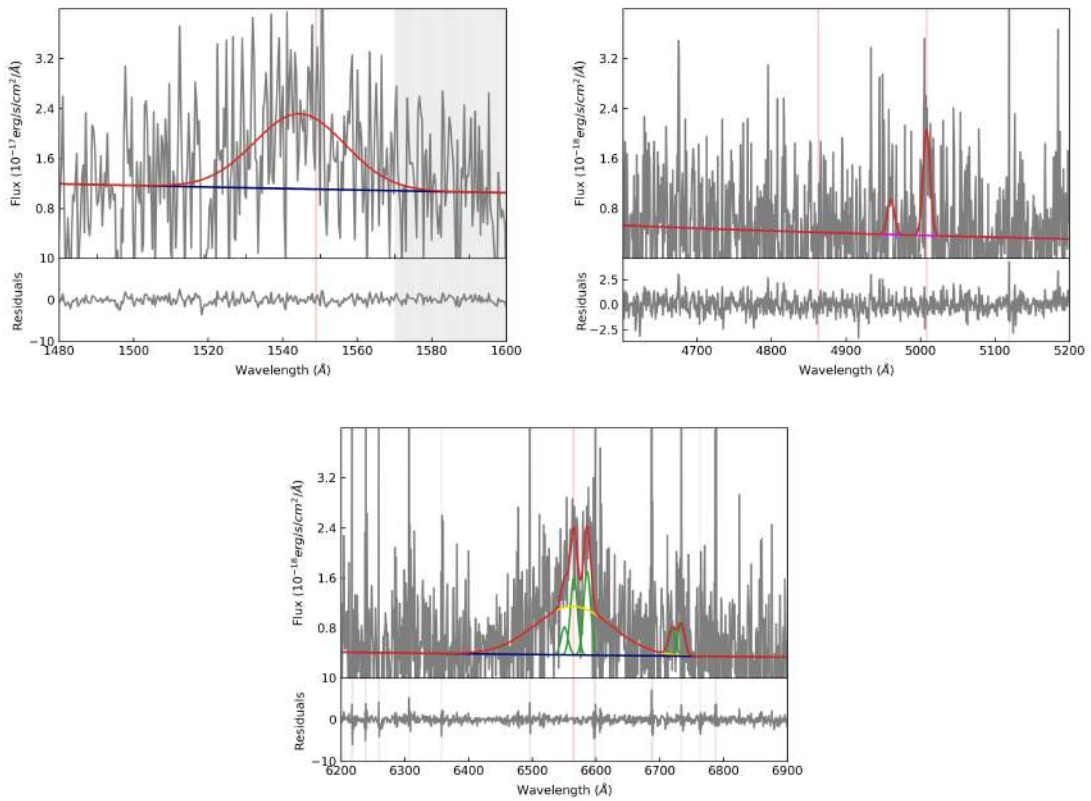 Flux (10⁻¹⁷erg/s/cm²/Å)
3.2
2.4
1.6
0.8
Residuals
10
0
−10
1480 1500 1520 1540 1560 1580 1600
Wavelength (Å)
Flux (10⁻¹⁸erg/s/cm²/Å)
3.2
2.4
1.6
0.8
Residuals
2.5
0.0
−2.5
4700 4800 4900 5000 5100 5200
Wavelength (Å)
Flux (10⁻¹⁸erg/s/cm²/Å)
3.2
2.4
1.6
0.8
Residuals
10
0
−10
6200 6300 6400 6500 6600 6700 6800 6900
Wavelength (Å)